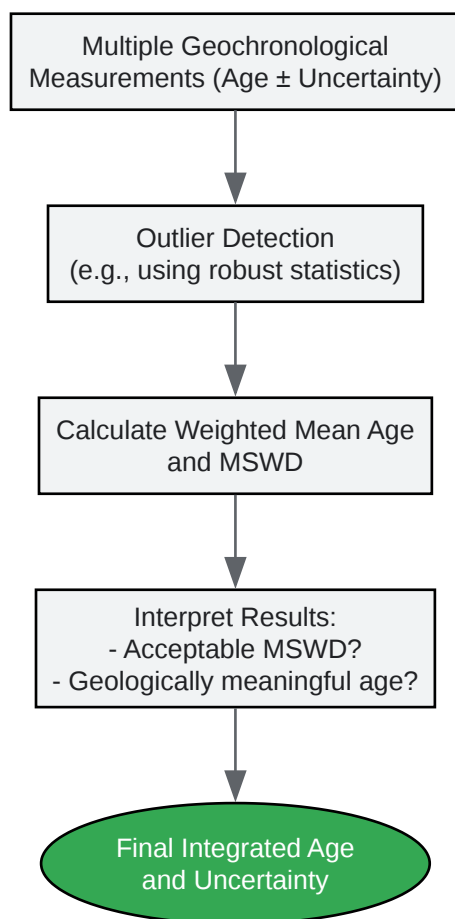 Multiple Geochronological
Measurements (Age ± Uncertainty)
Outlier Detection
(e.g., using robust statistics)
Calculate Weighted Mean Age
and MSWD
Interpret Results:
- Acceptable MSWD?
- Geologically meaningful age?
Final Integrated Age
and Uncertainty